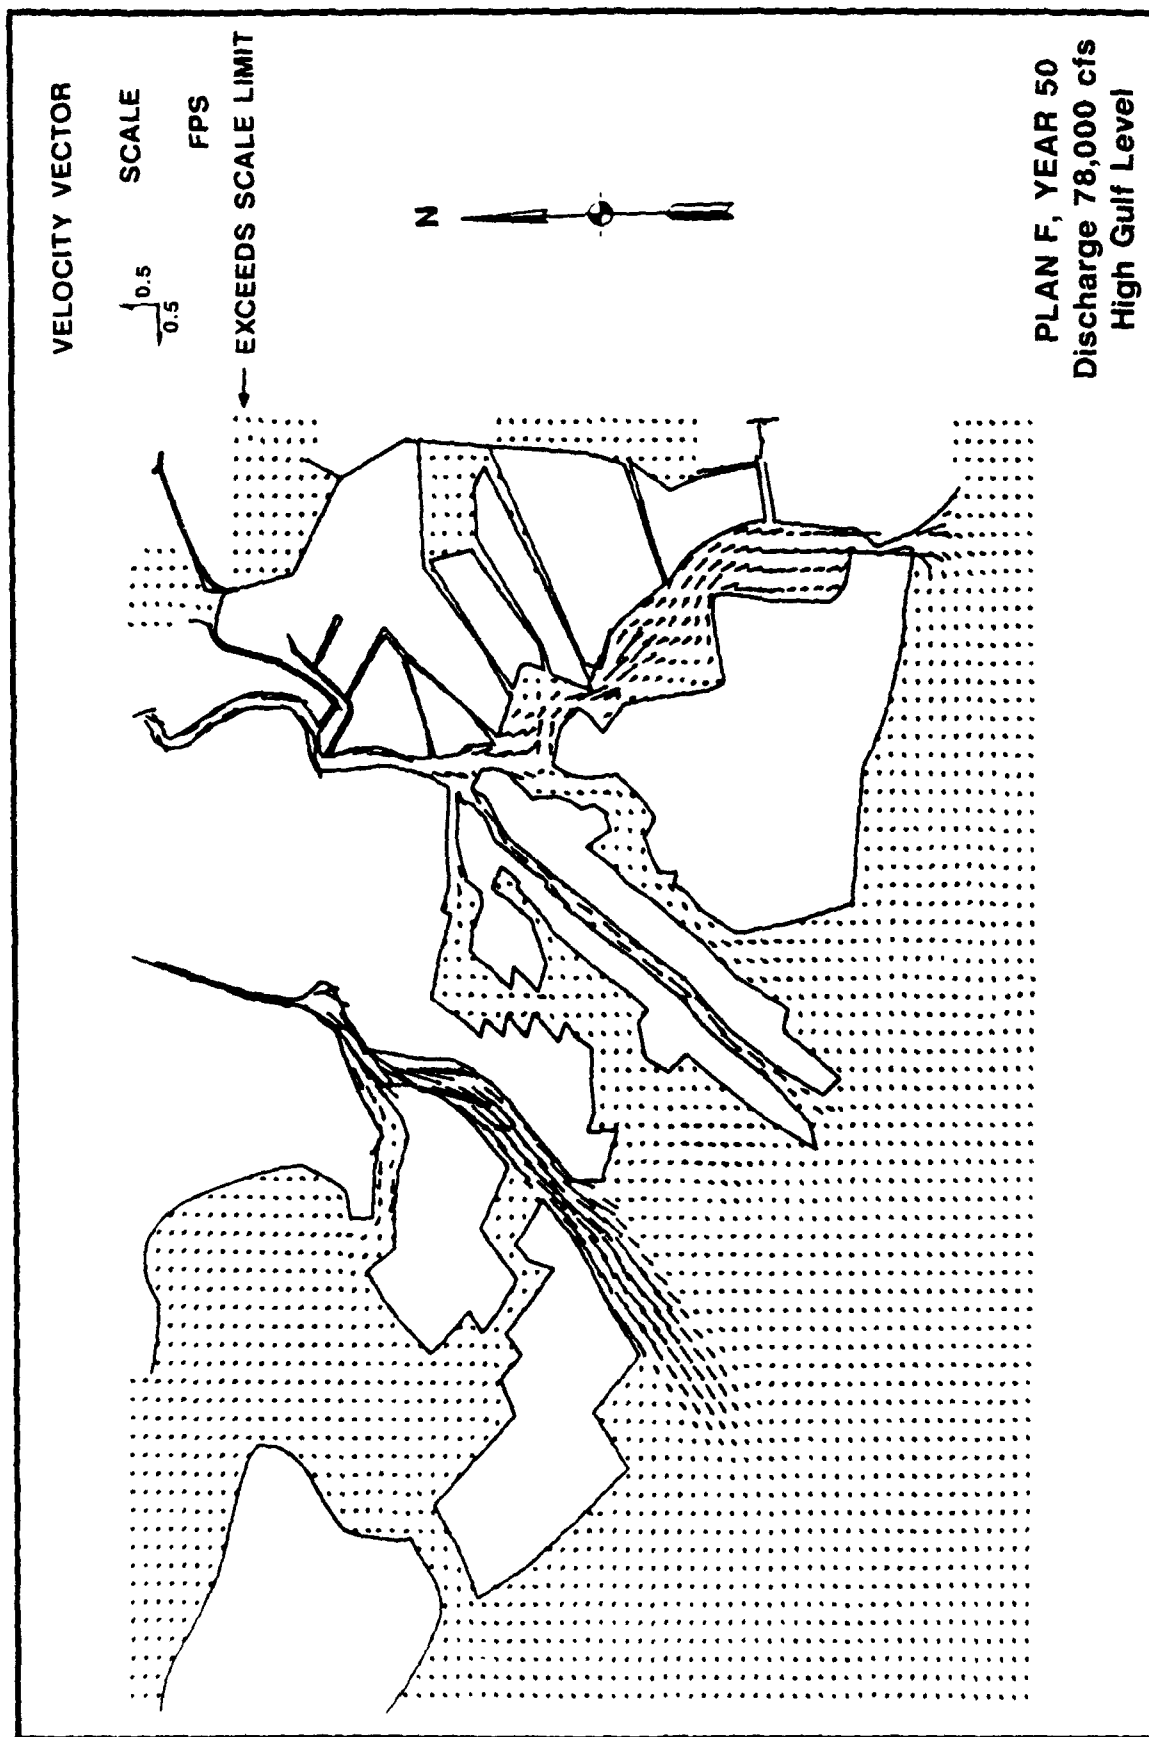 VELOCITY VECTOR
0.5
0.5
SCALE
FPS
EXCEEDS SCALE LIMIT
N
PLAN F, YEAR 50
Discharge 78,000 cfs
High Gulf Level